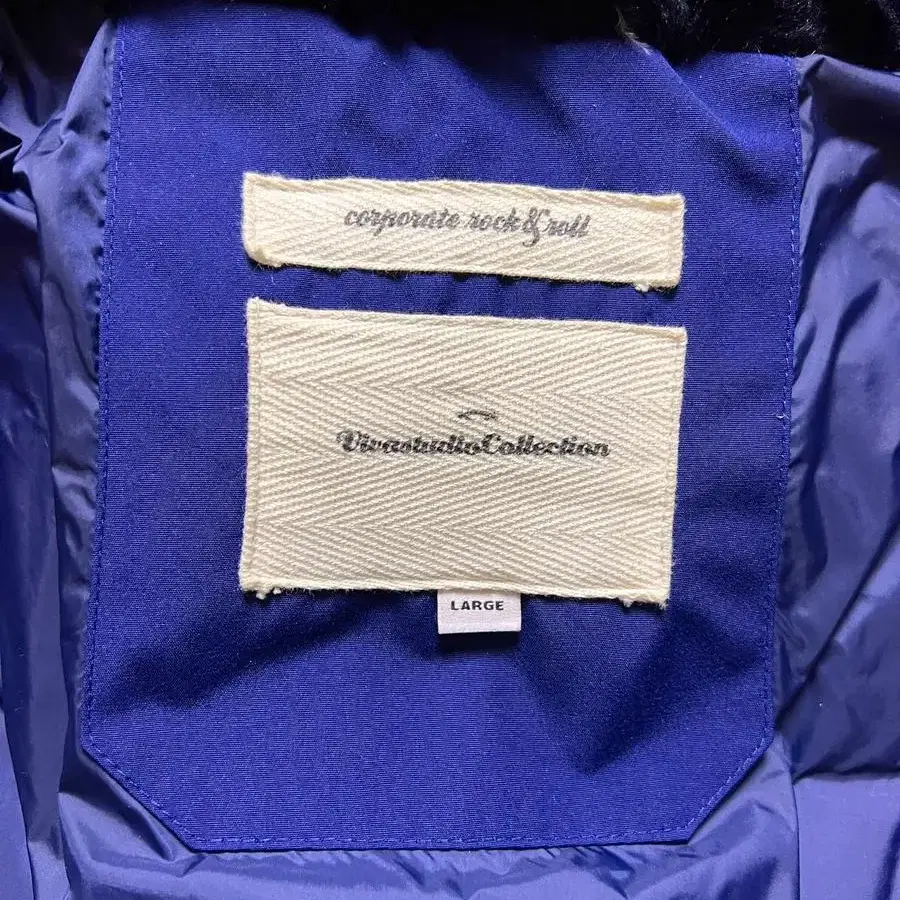 corporate rock & roll
VivastudioCollection
LARGE